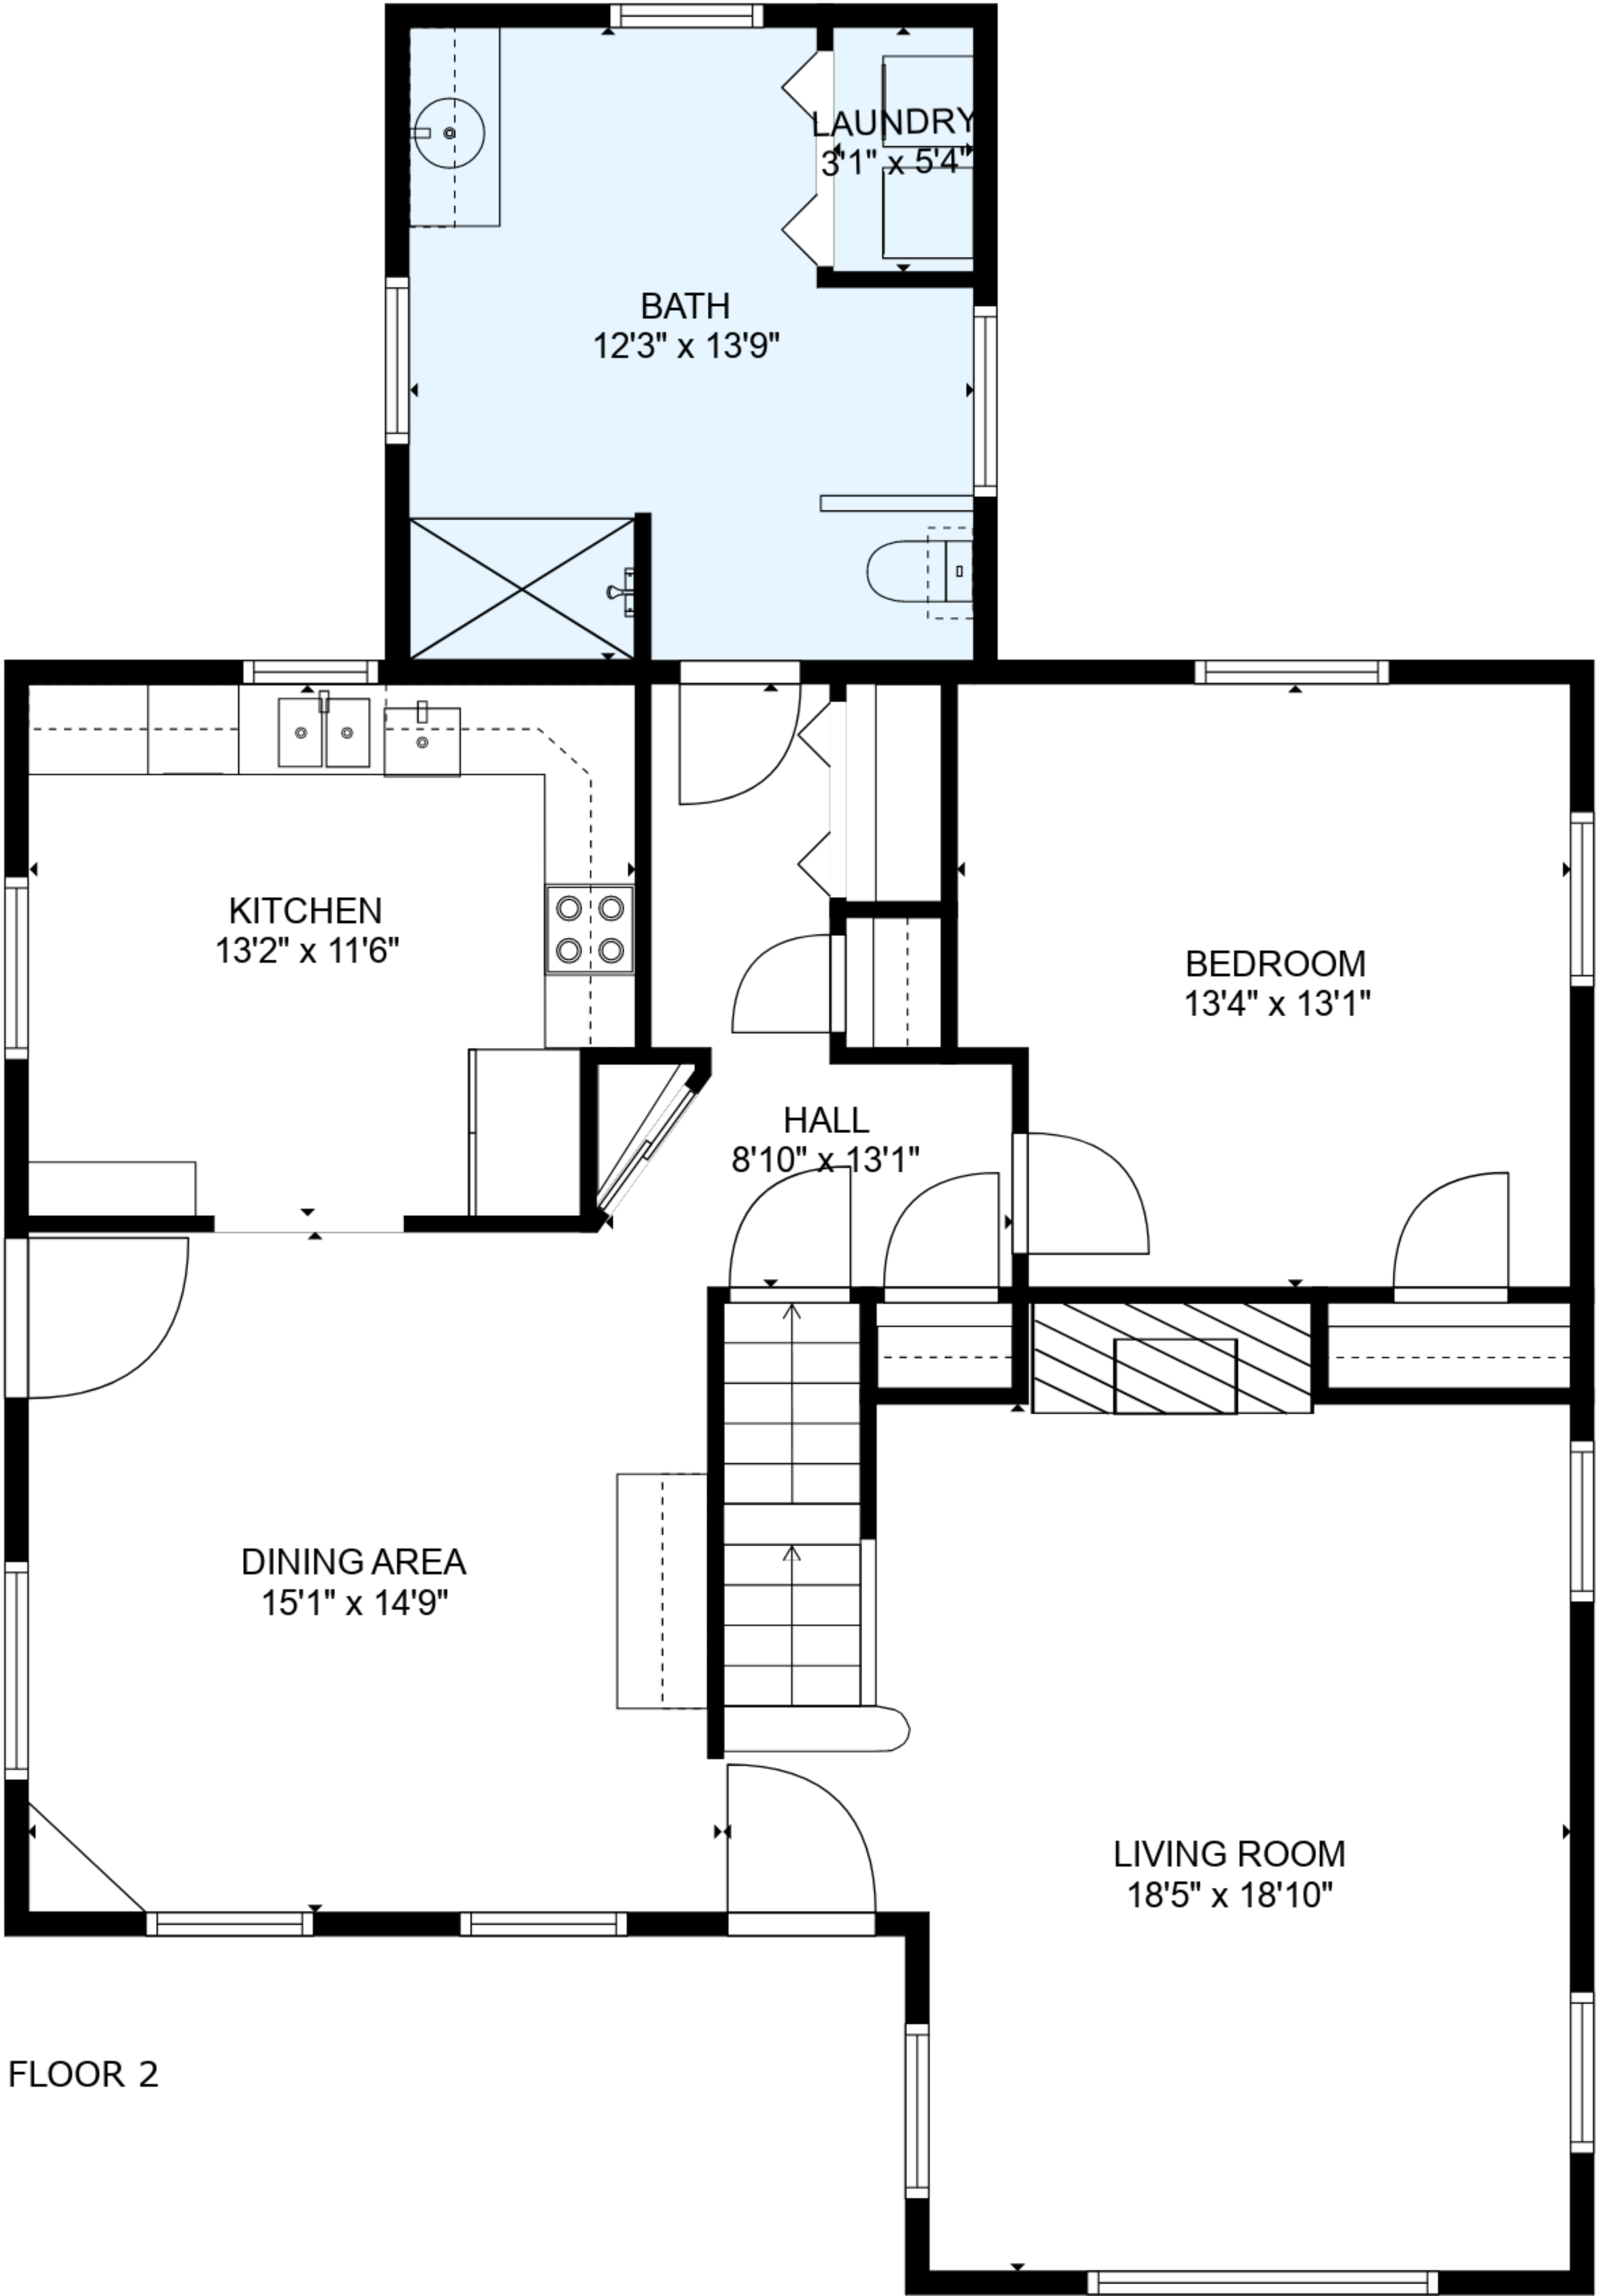 LAUNDRY
3'1" x 5'4"
BATH
12'3" x 13'9"
KITCHEN
13'2" x 11'6"
BEDROOM
13'4" x 13'1"
HALL
8'10" x 13'1"
DINING AREA
15'1" x 14'9"
LIVING ROOM
18'5" x 18'10"
FLOOR 2